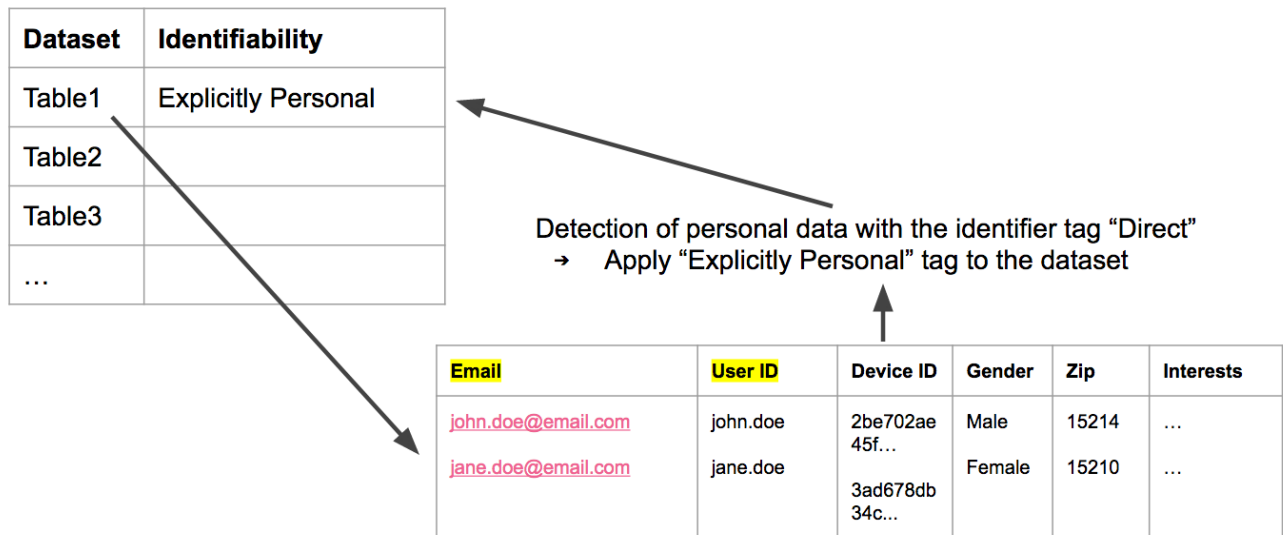 Dataset Identifiability
Table1 Explicitly Personal
Table2
Table3
…
Detection of personal data with the identifier tag “Direct”
➔ Apply “Explicitly Personal” tag to the dataset
Email User ID Device ID Gender Zip Interests
john.doe@email.com john.doe 2be702ae Male 15214 …
45f…
jane.doe@email.com jane.doe Female 15210 …
3ad678db
34c...